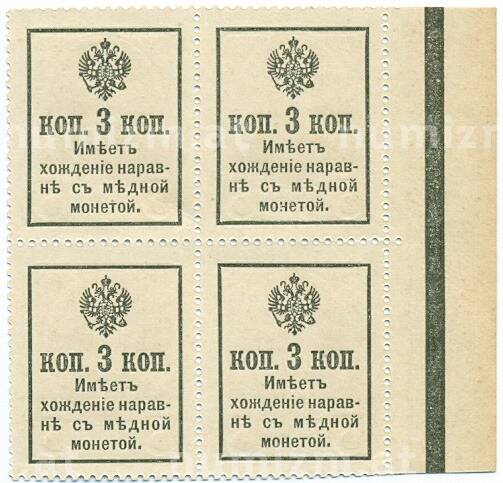 КОП. 3 КОП.
Имѣетъ
хожденіе нарав-
нѣ съ мѣдной
монетой.
КОП. 3 КОП.
Имѣетъ
хожденіе нарав-
нѣ съ мѣдной
монетой.
КОП. 3 КОП.
Имѣетъ
хожденіе нарав-
нѣ съ мѣдной
монетой.
КОП. 3 КОП.
Имѣетъ
хожденіе нарав-
нѣ съ мѣдной
монетой.
numizm.at